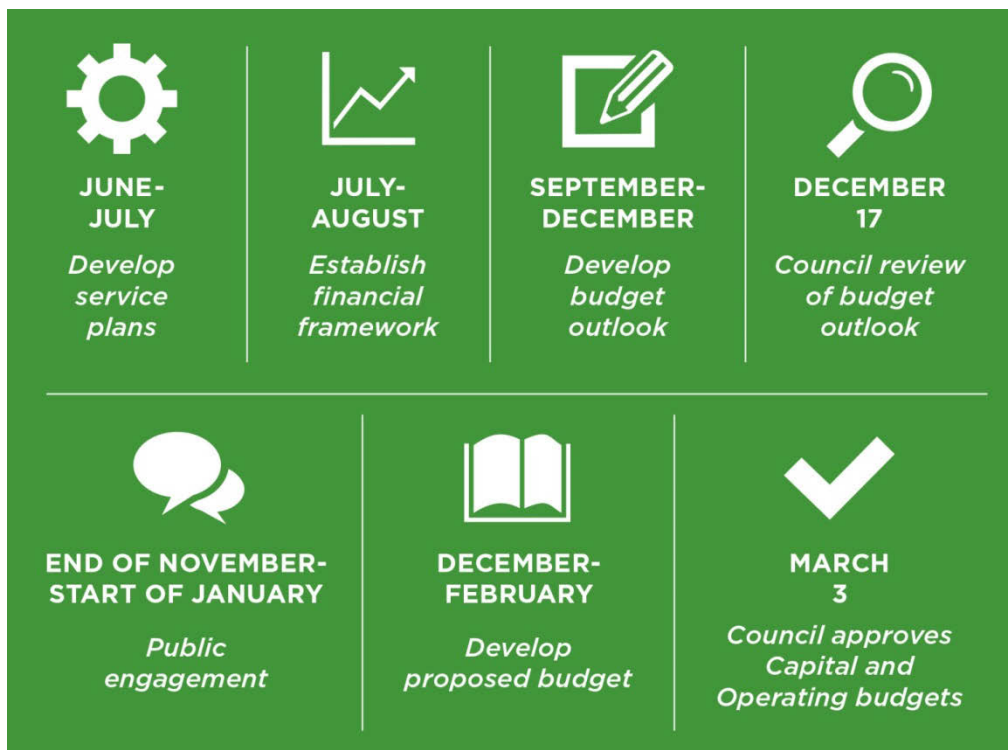 JUNE-
JULY
Develop
service
plans
JULY-
AUGUST
Establish
financial
framework
SEPTEMBER-
DECEMBER
Develop
budget
outlook
DECEMBER
17
Council review
of budget
outlook
END OF NOVEMBER-
START OF JANUARY
Public
engagement
DECEMBER-
FEBRUARY
Develop
proposed budget
MARCH
3
Council approves
Capital and
Operating budgets